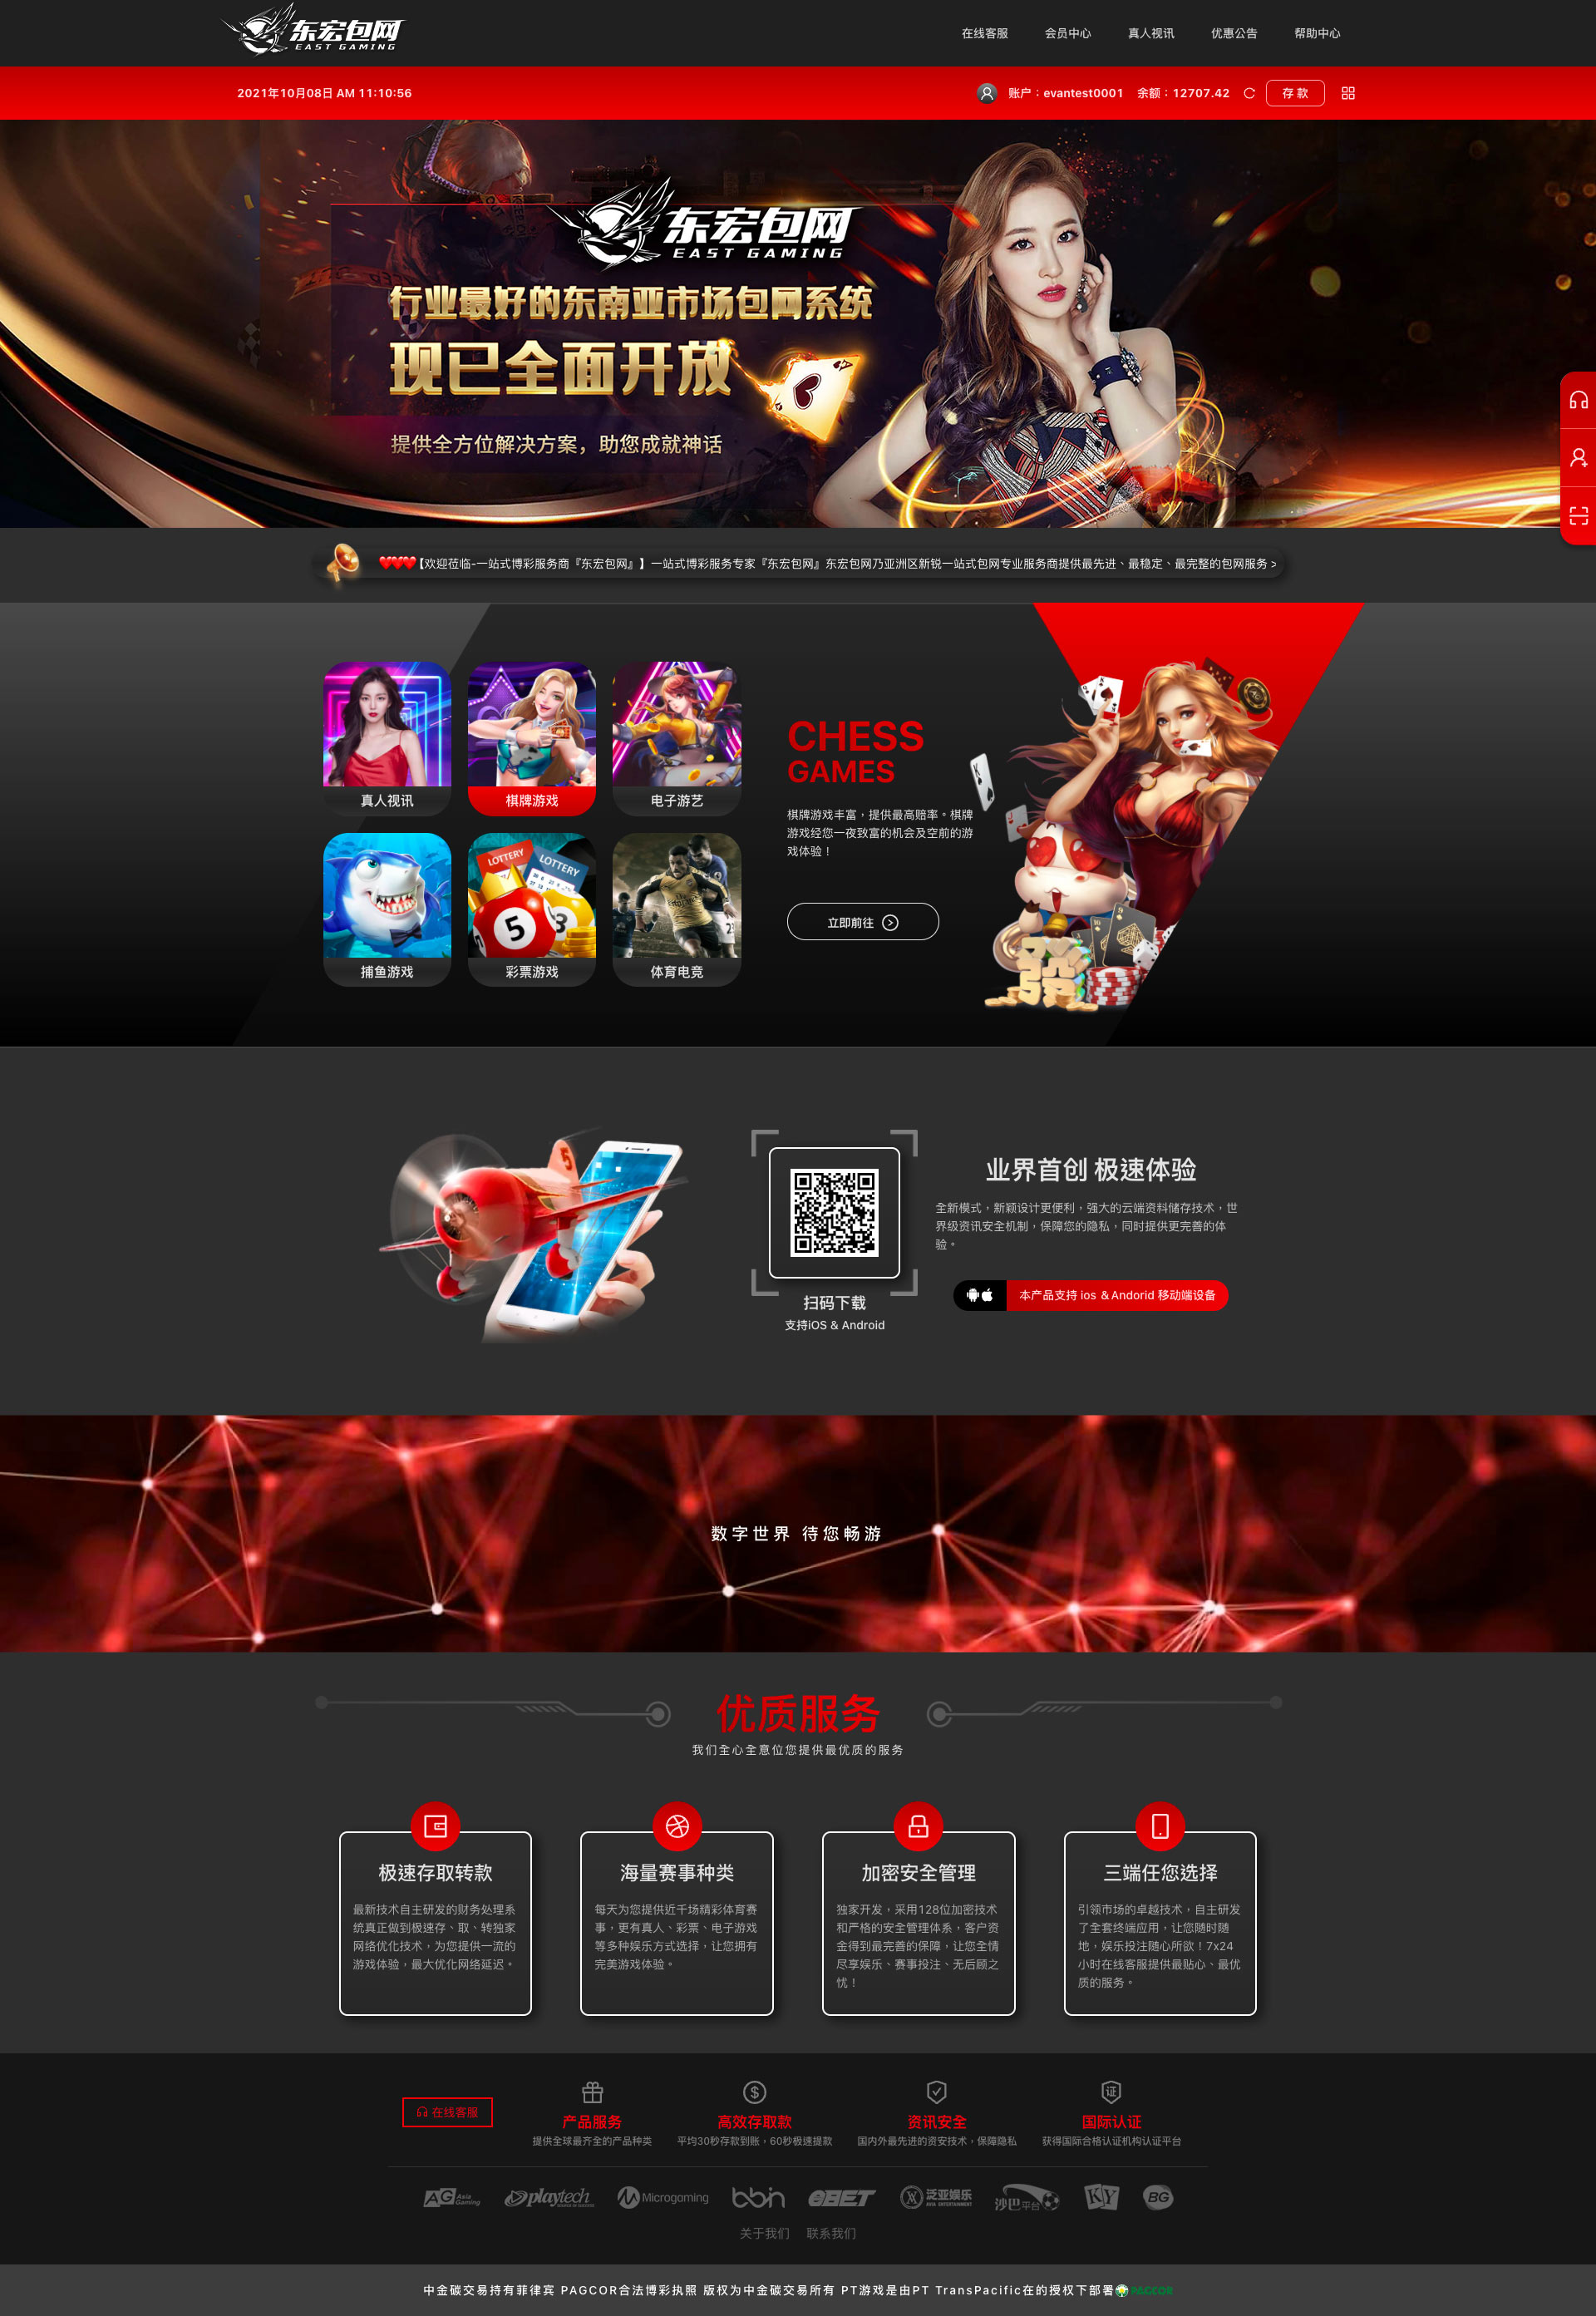 东宏包网
EAST GAMING
在线客服 会员中心 真人视讯 优惠公告 帮助中心
2021年10月08日 AM 11:10:56
账户：evantest0001 余额：12707.42 存 款
东宏包网
EAST GAMING
行业最好的东南亚市场包网系统
现已全面开放
提供全方位解决方案，助您成就神话
【欢迎莅临-一站式博彩服务商『东宏包网』】一站式博彩服务专家『东宏包网』东宏包网乃亚洲区新锐一站式包网专业服务商提供最先进、最稳定、最完整的包网服务 >
真人视讯 棋牌游戏 电子游艺
LOTTERY LOTTERY
5 3
捕鱼游戏 彩票游戏 体育电竞
CHESS
GAMES
棋牌游戏丰富，提供最高赔率。棋牌
游戏经您一夜致富的机会及空前的游
戏体验！
立即前往
扫码下载
支持iOS & Android
业界首创 极速体验
全新模式，新颖设计更便利，强大的云端资料储存技术，世
界级资讯安全机制，保障您的隐私，同时提供更完善的体
验。
本产品支持 ios &Andorid 移动端设备
数字世界 待您畅游
优质服务
我们全心全意位您提供最优质的服务
极速存取转款
最新技术自主研发的财务处理系
统真正做到极速存、取、转独家
网络优化技术，为您提供一流的
游戏体验，最大优化网络延迟。
海量赛事种类
每天为您提供近千场精彩体育赛
事，更有真人、彩票、电子游戏
等多种娱乐方式选择，让您拥有
完美游戏体验。
加密安全管理
独家开发，采用128位加密技术
和严格的安全管理体系，客户资
金得到最完善的保障，让您全情
尽享娱乐、赛事投注、无后顾之
忧！
三端任您选择
引领市场的卓越技术，自主研发
了全套终端应用，让您随时随
地，娱乐投注随心所欲！7x24
小时在线客服提供最贴心、最优
质的服务。
在线客服
产品服务 高效存取款 资讯安全 国际认证
提供全球最齐全的产品种类 平均30秒存款到账，60秒极速提款 国内外最先进的资安技术，保障隐私 获得国际合格认证机构认证平台
AG Asia Gaming playtech Microgaming bbin eBET 泛亚娱乐 ASIA ENTERTAINMENT 沙巴平台 KY BG
关于我们 联系我们
中金碳交易持有菲律宾 PAGCOR合法博彩执照 版权为中金碳交易所有 PT游戏是由PT TransPacific在的授权下部署 PAGCOR